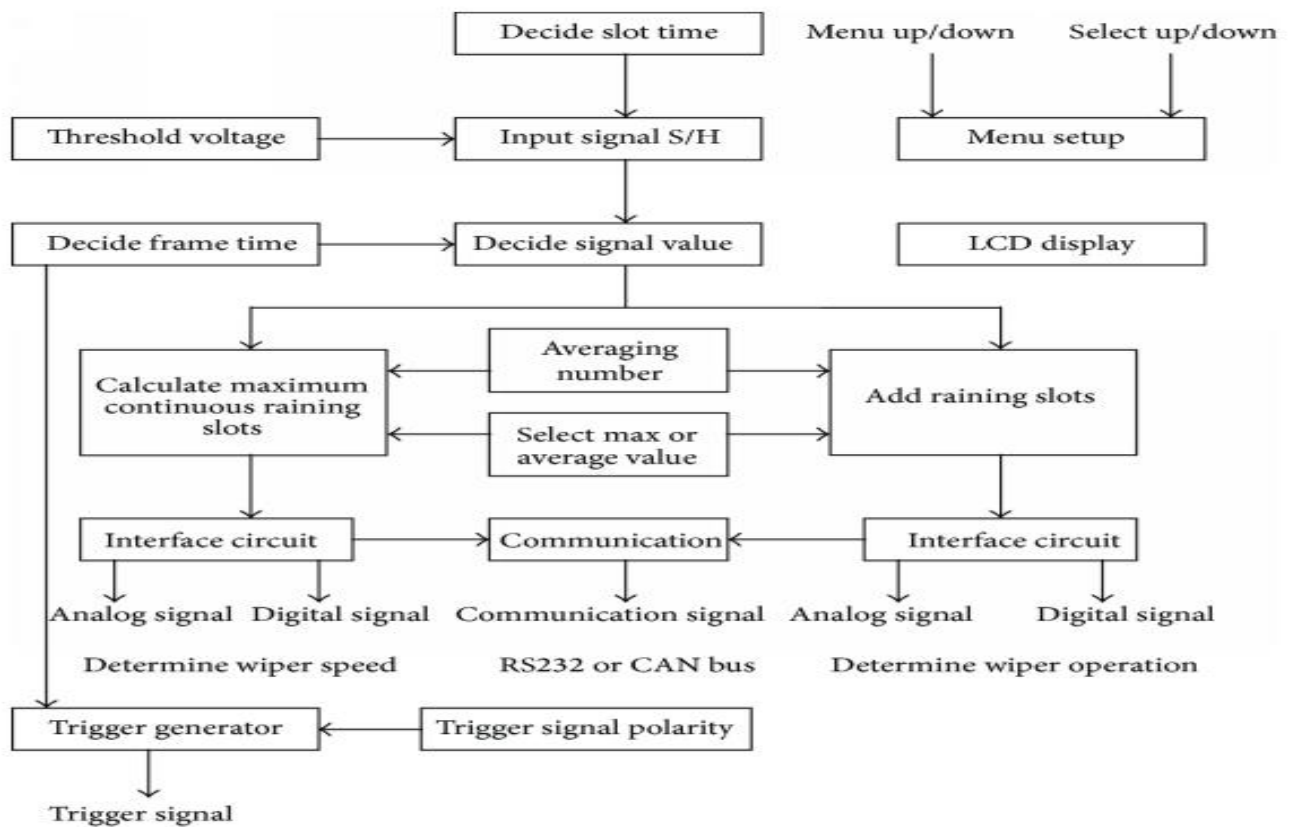 Decide slot time
Menu up/down
Select up/down
Threshold voltage
Input signal S/H
Menu setup
Decide frame time
Decide signal value
LCD display
Averaging
number
Calculate maximum
continuous raining
slots
Add raining slots
Select max or
average value
Interface circuit
Communication
Interface circuit
Analog signal
Digital signal
Communication signal
Analog signal
Digital signal
Determine wiper speed
RS232 or CAN bus
Determine wiper operation
Trigger generator
Trigger signal polarity
Trigger signal